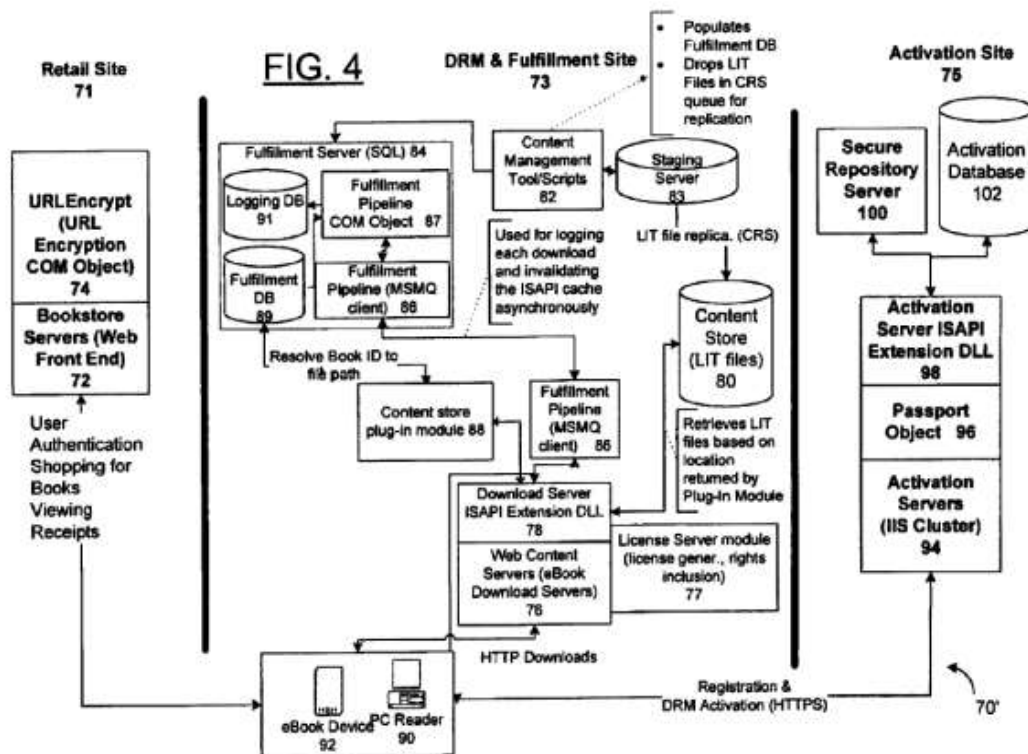 FIG. 4
Retail Site
71
URLEncrypt
(URL
Encryption
COM Object)
74
Bookstore
Servers (Web
Front End)
72
User
Authentication
Shopping for
Books
Viewing
Receipts
DRM & Fulfillment Site
73
• Populates
Fulfillment DB
• Drops LIT
Files in CRS
queue for
replication
Fulfillment Server (SQL) 84
Logging DB
91
Fulfillment
Pipeline
COM Object 87
Fulfillment
DB
89
Fulfillment
Pipeline (MSMQ
client) 86
Content
Management
Tool/Scripts
82
Staging
Server
83
Used for logging
each download
and invalidating
the ISAPI cache
asynchronously
LIT file replica. (CRS)
Content
Store
(LIT files)
80
Resolve Book ID to
file path
Content store
plug-in module 88
Fulfillment
Pipeline
(MSMQ
client) 86
Retrieves LIT
files based on
location
returned by
Plug-In Module
Download Server
ISAPI Extension DLL
78
Web Content
Servers (eBook
Download Servers)
76
License Server module
(license gener., rights
inclusion)
77
HTTP Downloads
eBook Device
92
PC Reader
90
Activation Site
75
Secure
Repository
Server
100
Activation
Database
102
Activation
Server ISAPI
Extension DLL
98
Passport
Object 96
Activation
Servers
(IIS Cluster)
94
Registration &
DRM Activation (HTTPS)
70'